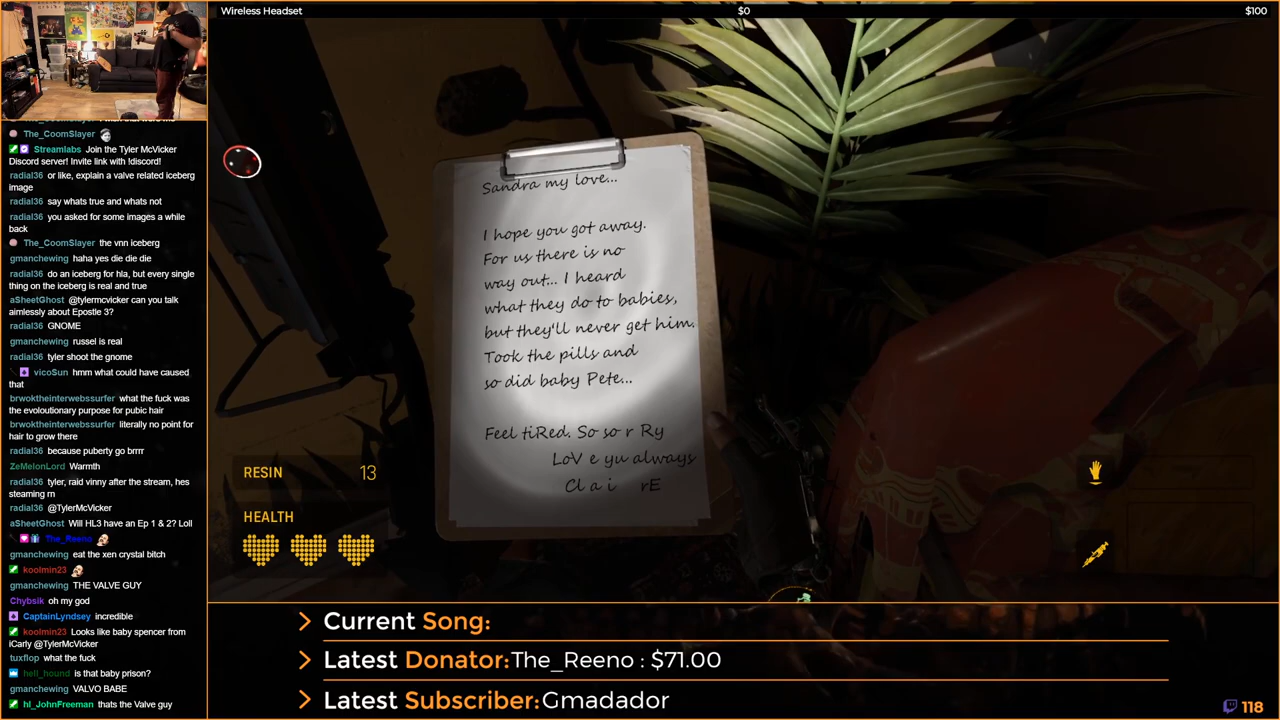 Wireless Headset
$0
$100
The_CoomSlayer
Streamlabs Join the Tyler McVicker
Discord server! Invite link with !discord!
radial36 or like, explain a valve related iceberg
image
radial36 say whats true and whats not
radial36 you asked for some images a while
back
The_CoomSlayer the vnn iceberg
gmanchewing haha yes die die die
radial36 do an iceberg for hla, but every single
thing on the iceberg is real and true
aSheetGhost @tylermcvicker can you talk
aimlessly about Epostle 3?
radial36 GNOME
gmanchewing russel is real
radial36 tyler shoot the gnome
vicoSun hmm what could have caused
that
brwoktheinterwebssurfer what the fuck was
the evoloutionary purpose for pubic hair
brwoktheinterwebssurfer literally no point for
hair to grow there
radial36 because puberty go brrrr
ZeMelonLord Warmth
radial36 tyler, raid vinny after the stream, hes
steaming rn
radial36 @TylerMcVicker
aSheetGhost Will HL3 have an Ep 1 & 2? Loll
The_Reeno
gmanchewing eat the xen crystal bitch
koolmin23
gmanchewing THE VALVE GUY
Chybsik oh my god
CaptainLyndsey incredible
koolmin23 Looks like baby spencer from
iCarly @TylerMcVicker
tuxflop what the fuck
hell_hound is that baby prison?
gmanchewing VALVO BABE
hl_JohnFreeman thats the Valve guy
Sandra my love...
I hope you got away.
For us there is no
way out... I heard
what they do to babies,
but they'll never get him.
Took the pills and
so did baby Pete...
Feel tiRed. So so r Ry
LoV e yu always
Cl a i rE
RESIN 13
HEALTH
Current Song:
Latest Donator:The_Reeno : $71.00
Latest Subscriber:Gmadador
118